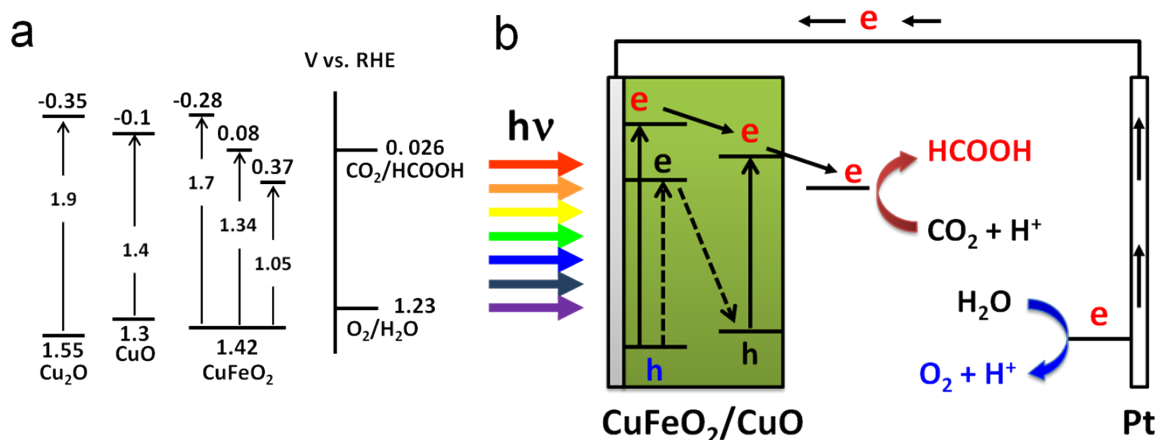 a
V vs. RHE
-0.35
-0.1
-0.28
0.08
0.37
1.9
1.4
1.7
1.34
1.05
1.55
Cu₂O
1.3
CuO
1.42
CuFeO₂
0.026
CO₂/HCOOH
1.23
O₂/H₂O
b
e
hν
e
e
e
e
h
h
HCOOH
CO₂ + H⁺
H₂O
e
O₂ + H⁺
CuFeO₂/CuO
Pt